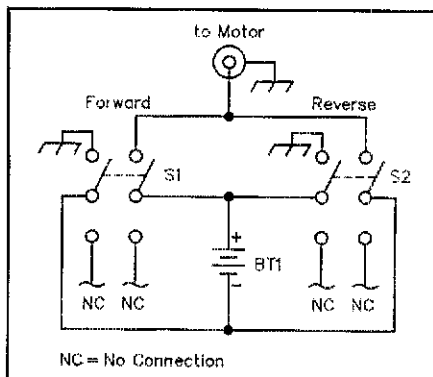 to Motor
Forward
Reverse
S1
S2
+
BT1
−
NC NC
NC NC
NC = No Connection